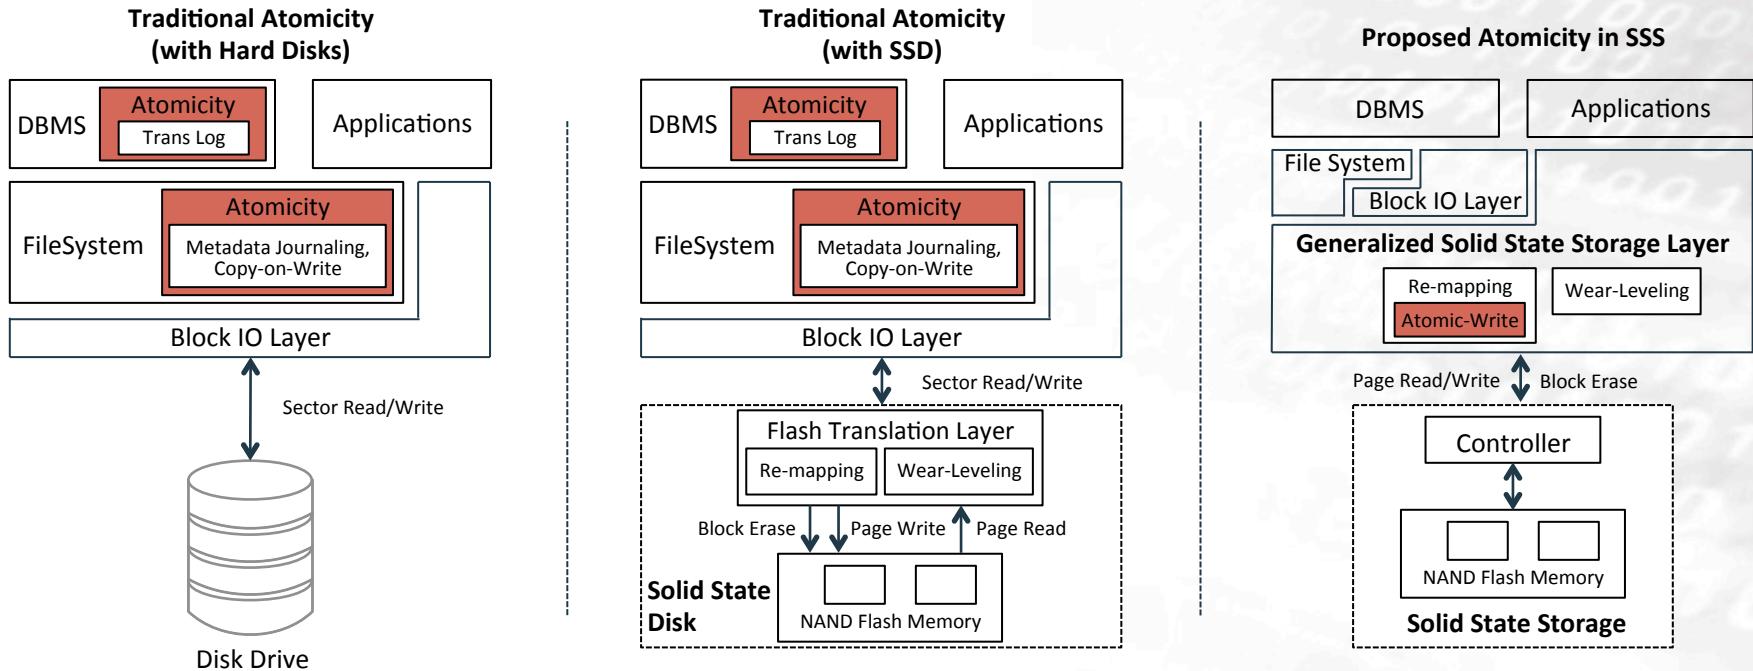 Traditional Atomicity
(with Hard Disks)
DBMS
Atomicity
Trans Log
Applications
FileSystem
Atomicity
Metadata Journaling,
Copy-on-Write
Block IO Layer
Sector Read/Write
Disk Drive
Traditional Atomicity
(with SSD)
DBMS
Atomicity
Trans Log
Applications
FileSystem
Atomicity
Metadata Journaling,
Copy-on-Write
Block IO Layer
Sector Read/Write
Flash Translation Layer
Re-mapping
Wear-Leveling
Block Erase
Page Write
Page Read
NAND Flash Memory
Solid State
Disk
Proposed Atomicity in SSS
DBMS
Applications
File System
Block IO Layer
Generalized Solid State Storage Layer
Re-mapping
Atomic-Write
Wear-Leveling
Page Read/Write
Block Erase
Controller
NAND Flash Memory
Solid State Storage